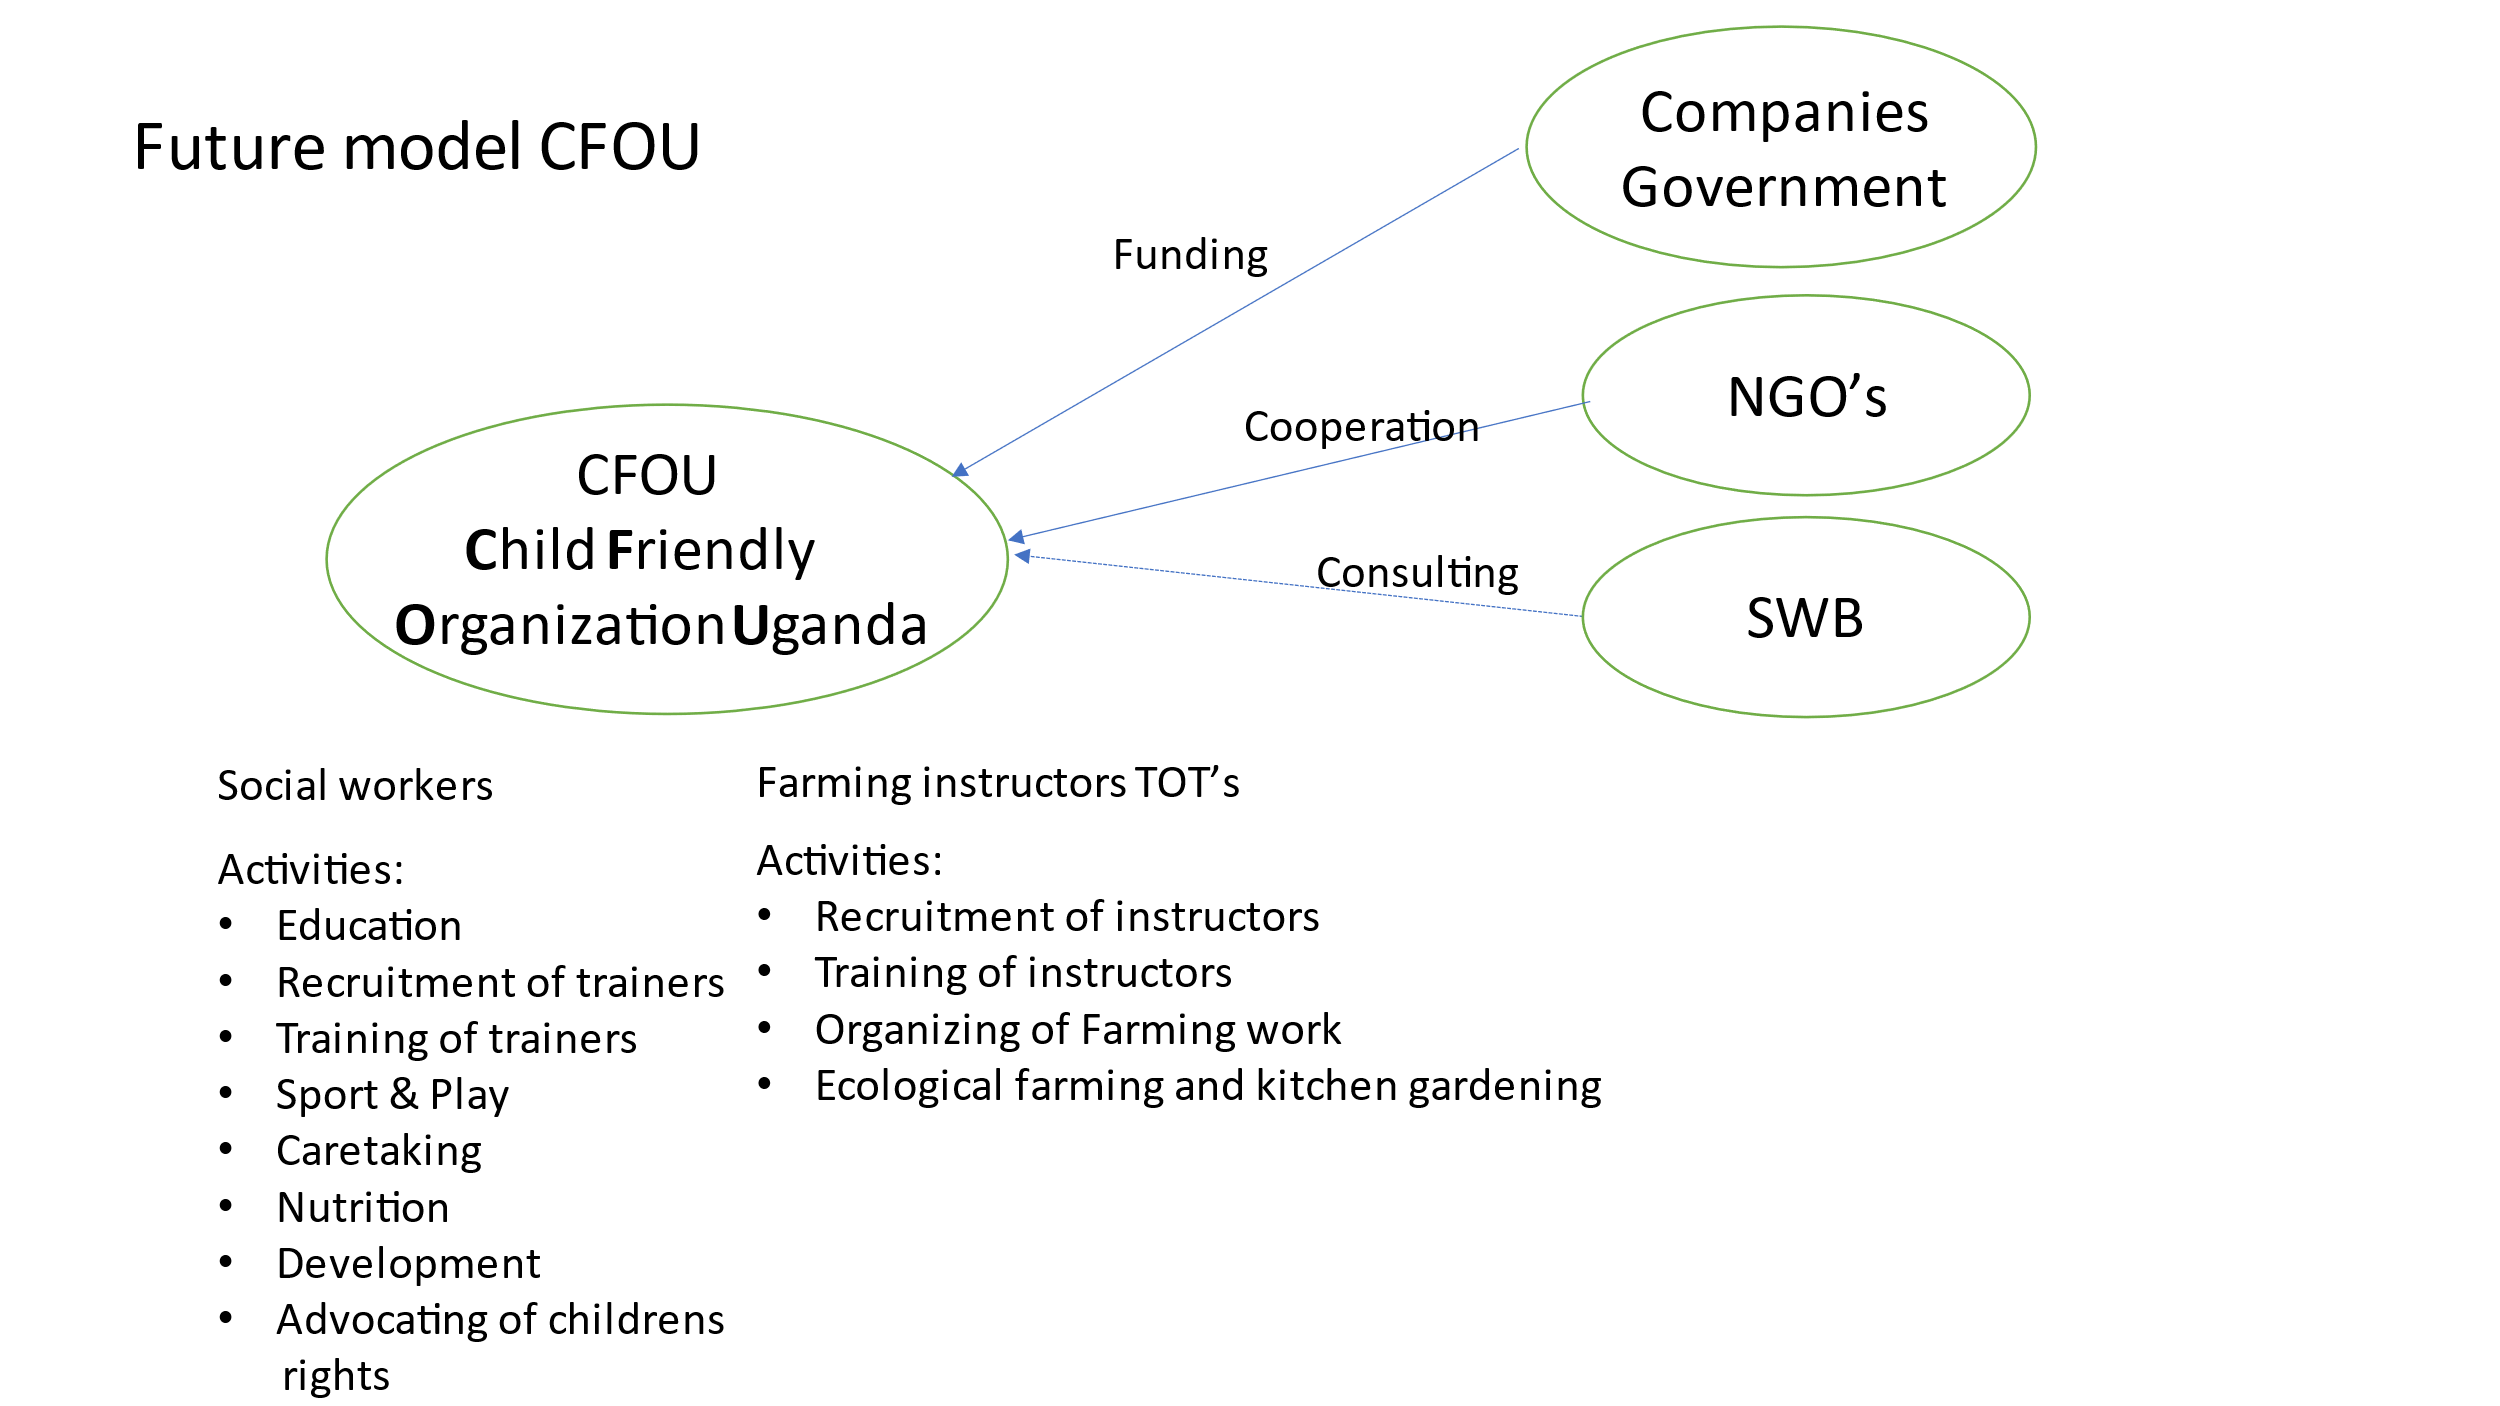 Future model CFOU
Companies
Government
Funding
NGO’s
Cooperation
CFOU
Child Friendly
Organization Uganda
Consulting
SWB
Social workers
Activities:
• Education
• Recruitment of trainers
• Training of trainers
• Sport & Play
• Caretaking
• Nutrition
• Development
• Advocating of childrens
rights
Farming instructors TOT’s
Activities:
• Recruitment of instructors
• Training of instructors
• Organizing of Farming work
• Ecological farming and kitchen gardening